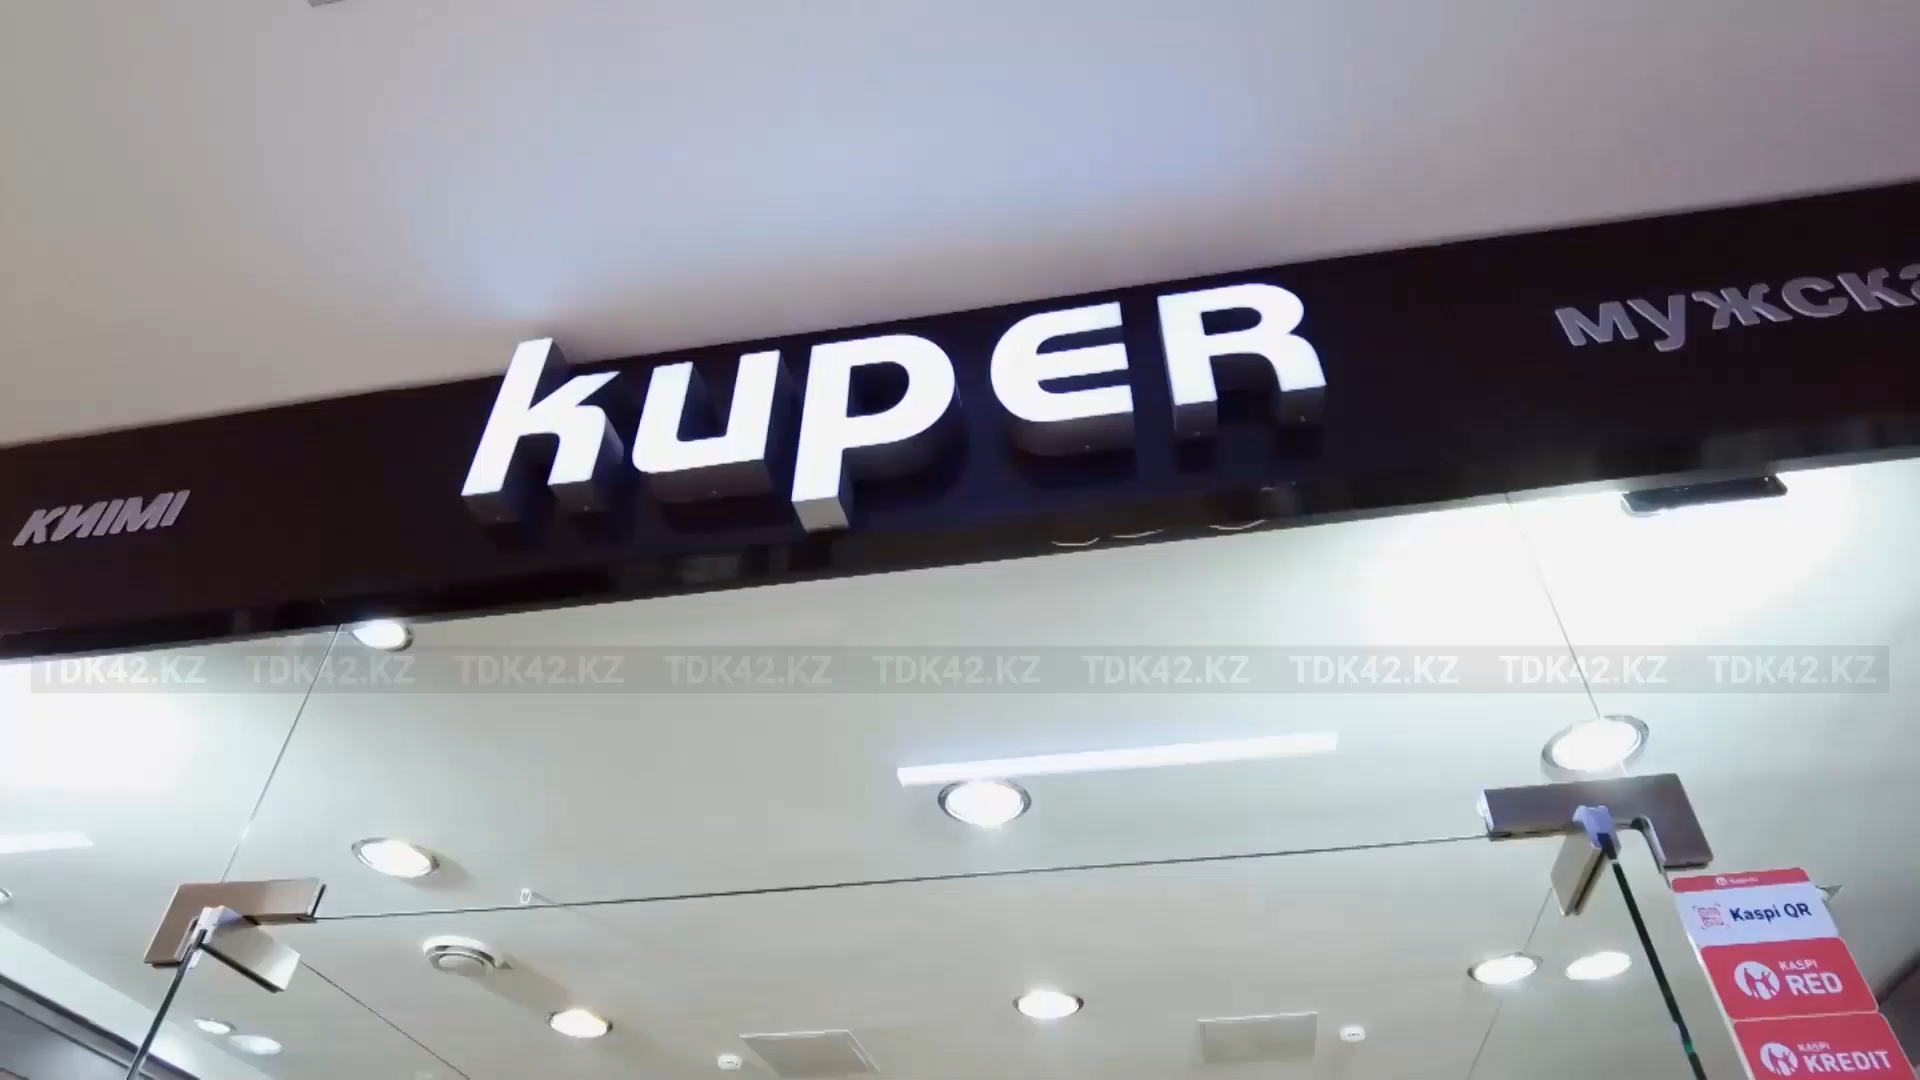 киімі
kupeR
мужска
TDK42.KZ TDK42.KZ TDK42.KZ TDK42.KZ TDK42.KZ TDK42.KZ TDK42.KZ TDK42.KZ TDK42.KZ
Kaspi QR
KASPI
RED
KASPI
KREDIT